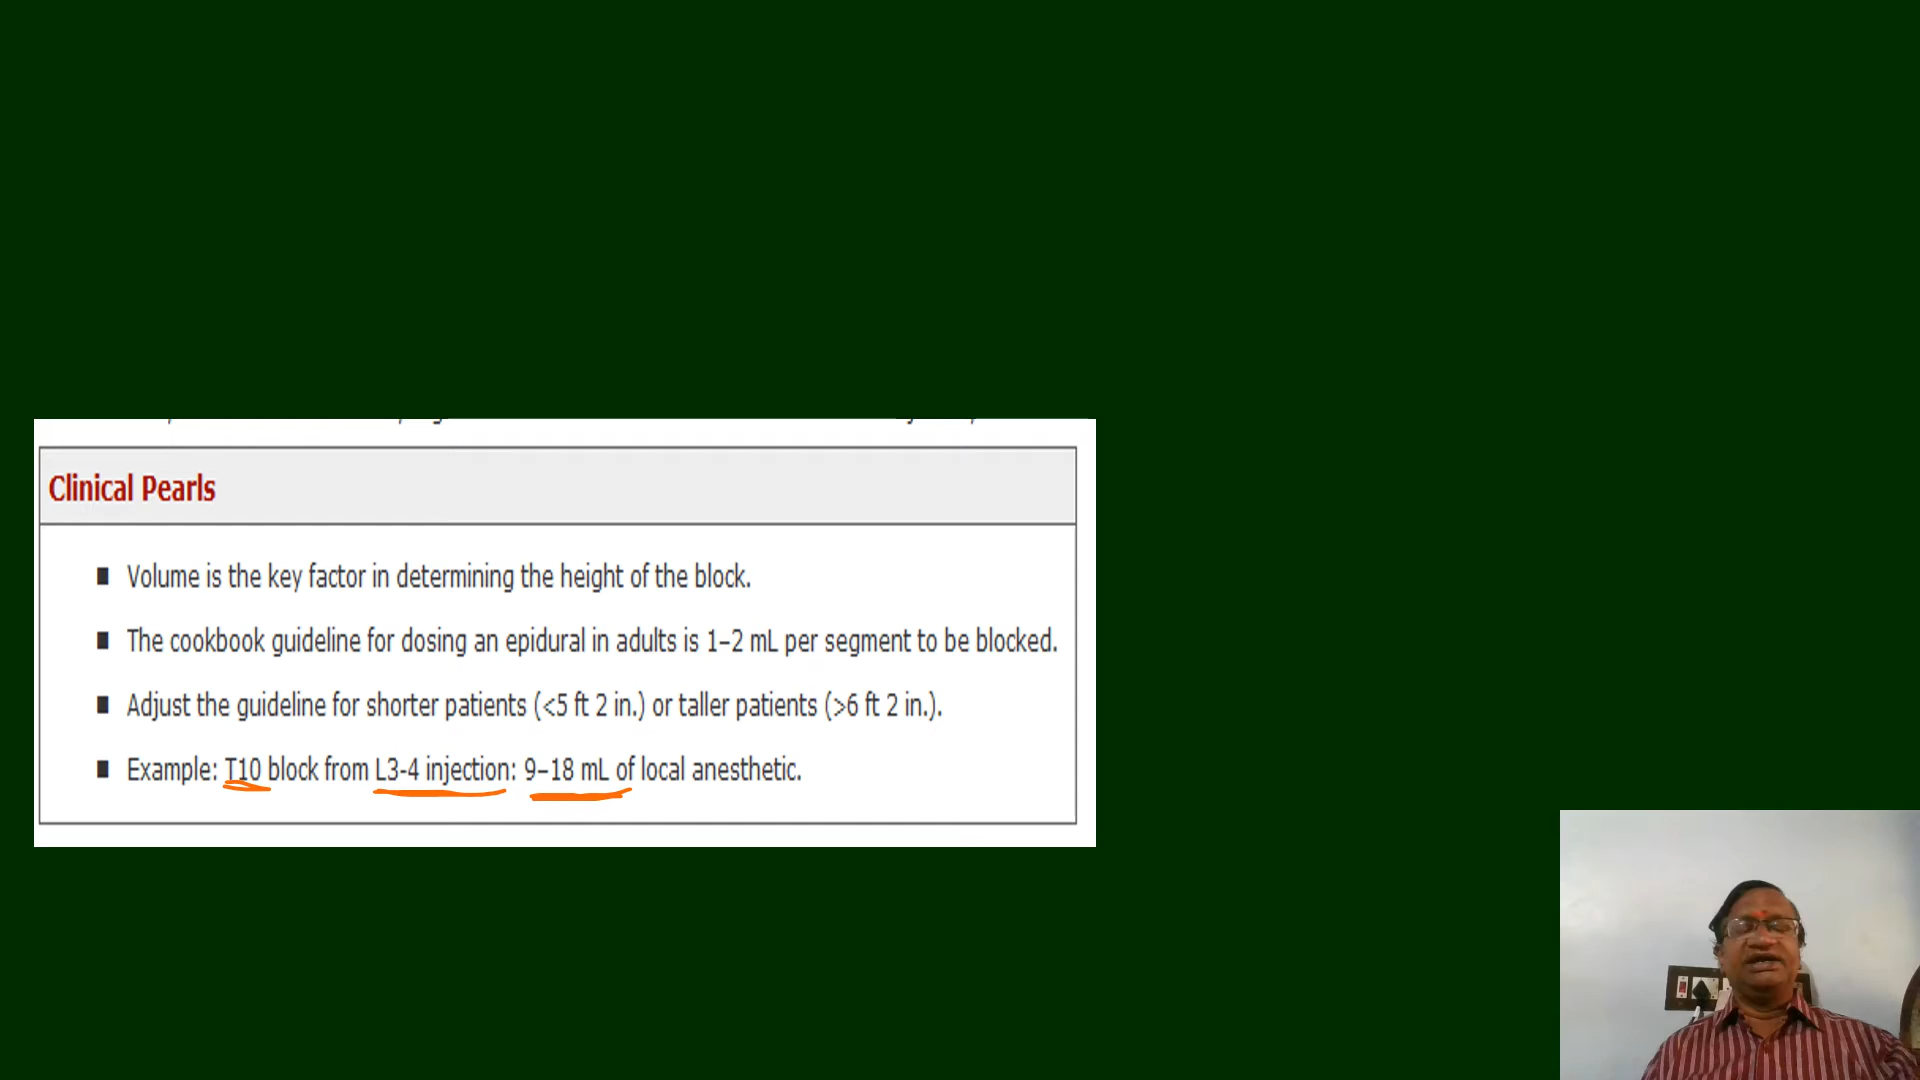 Clinical Pearls
■ Volume is the key factor in determining the height of the block.
■ The cookbook guideline for dosing an epidural in adults is 1–2 mL per segment to be blocked.
■ Adjust the guideline for shorter patients (<5 ft 2 in.) or taller patients (>6 ft 2 in.).
■ Example: T10 block from L3-4 injection: 9–18 mL of local anesthetic.